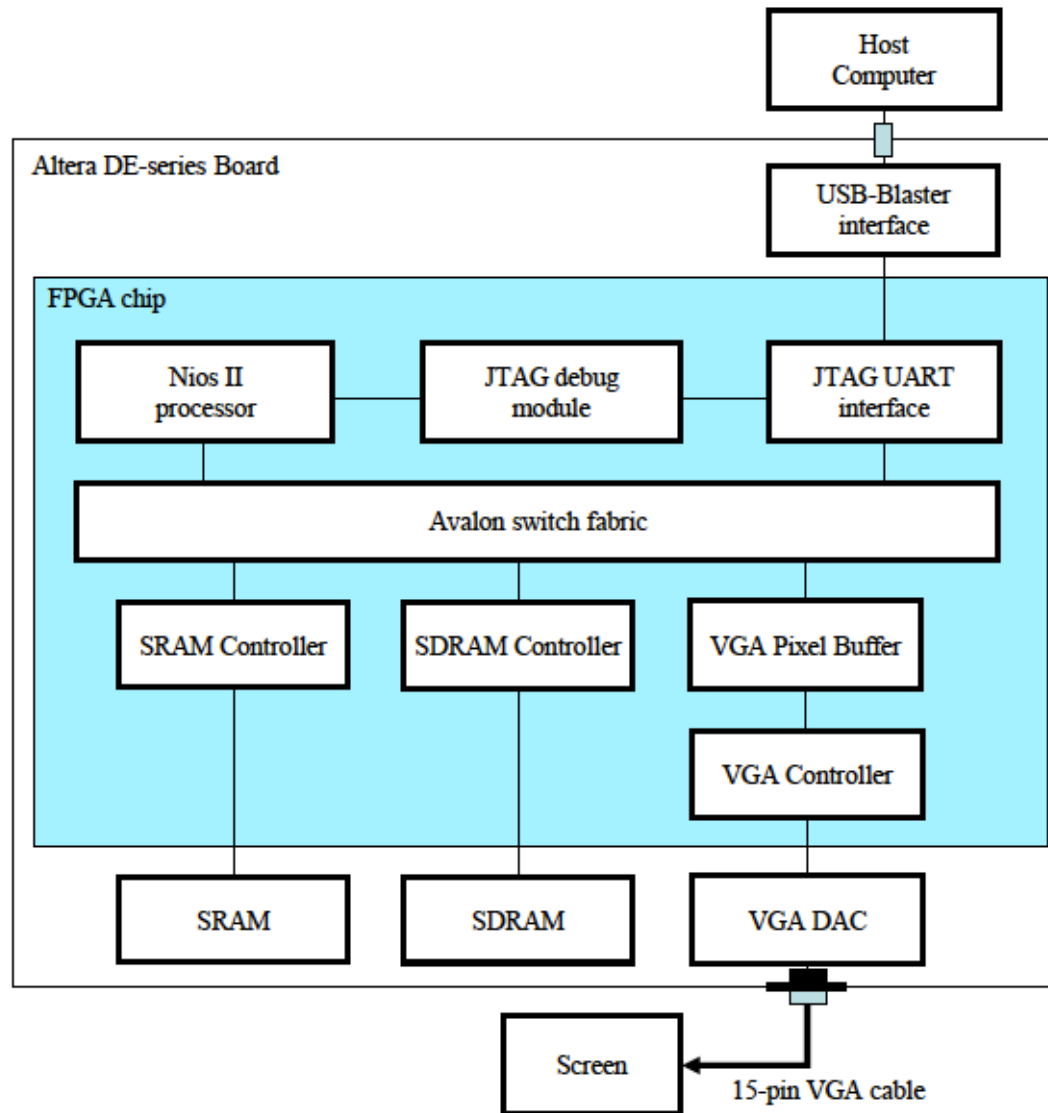 Host
Computer
Altera DE-series Board
USB-Blaster
interface
FPGA chip
Nios II
processor
JTAG debug
module
JTAG UART
interface
Avalon switch fabric
SRAM Controller
SDRAM Controller
VGA Pixel Buffer
VGA Controller
SRAM
SDRAM
VGA DAC
Screen
15-pin VGA cable